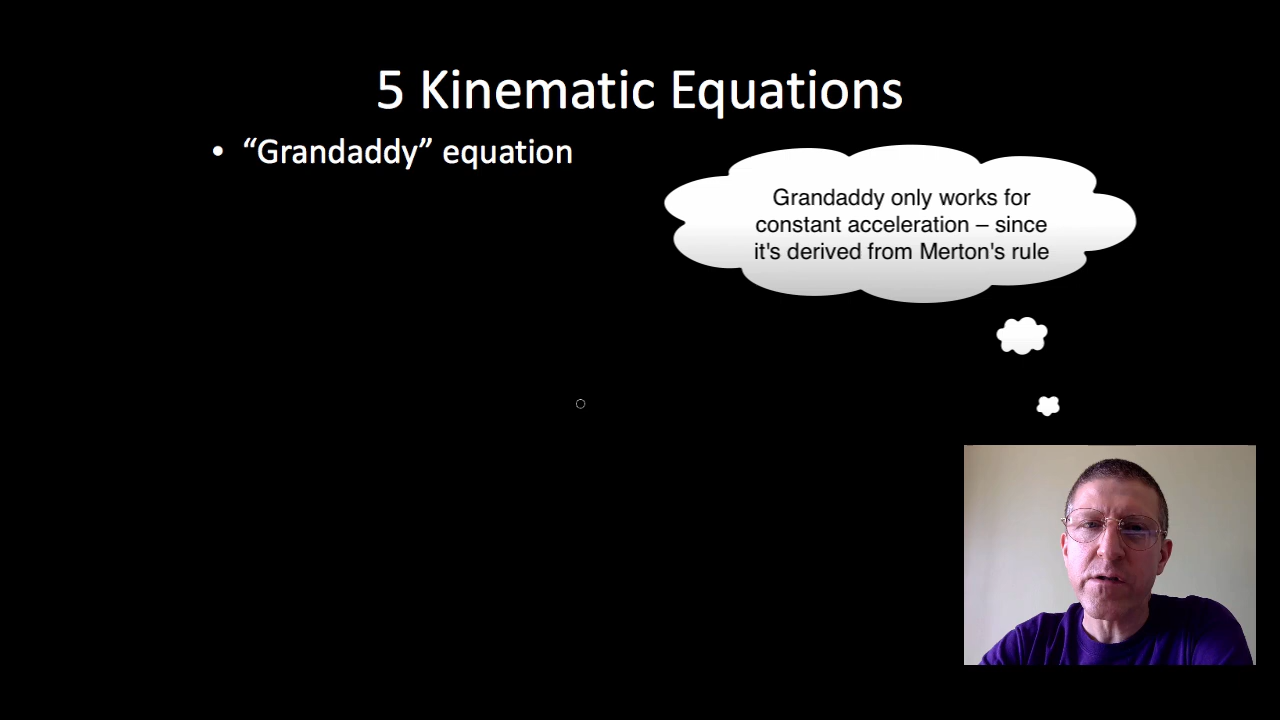 5 Kinematic Equations
• “Grandaddy” equation
Grandaddy only works for
constant acceleration – since
it's derived from Merton's rule